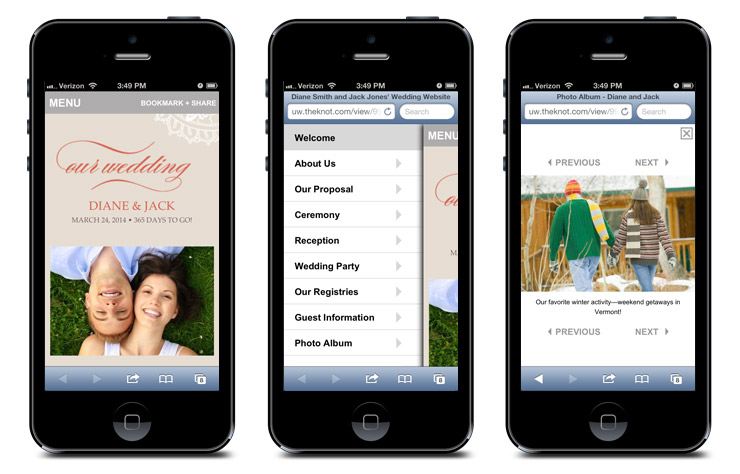 Verizon 3:49 PM
MENU BOOKMARK + SHARE
our wedding
DIANE & JACK
MARCH 24, 2014 • 365 DAYS TO GO!
8
Verizon 3:49 PM
Diane Smith and Jack Jones' Wedding Website
uw.theknot.com/view/9 Search
Welcome
MENU
About Us
Our Proposal
Ceremony
Reception
Wedding Party
Our Registries
Guest Information
Photo Album
8
Verizon 3:49 PM
Photo Album - Diane and Jack
uw.theknot.com/view/9 Search
PREVIOUS NEXT
Our favorite winter activity—weekend getaways in
Vermont!
PREVIOUS NEXT
8